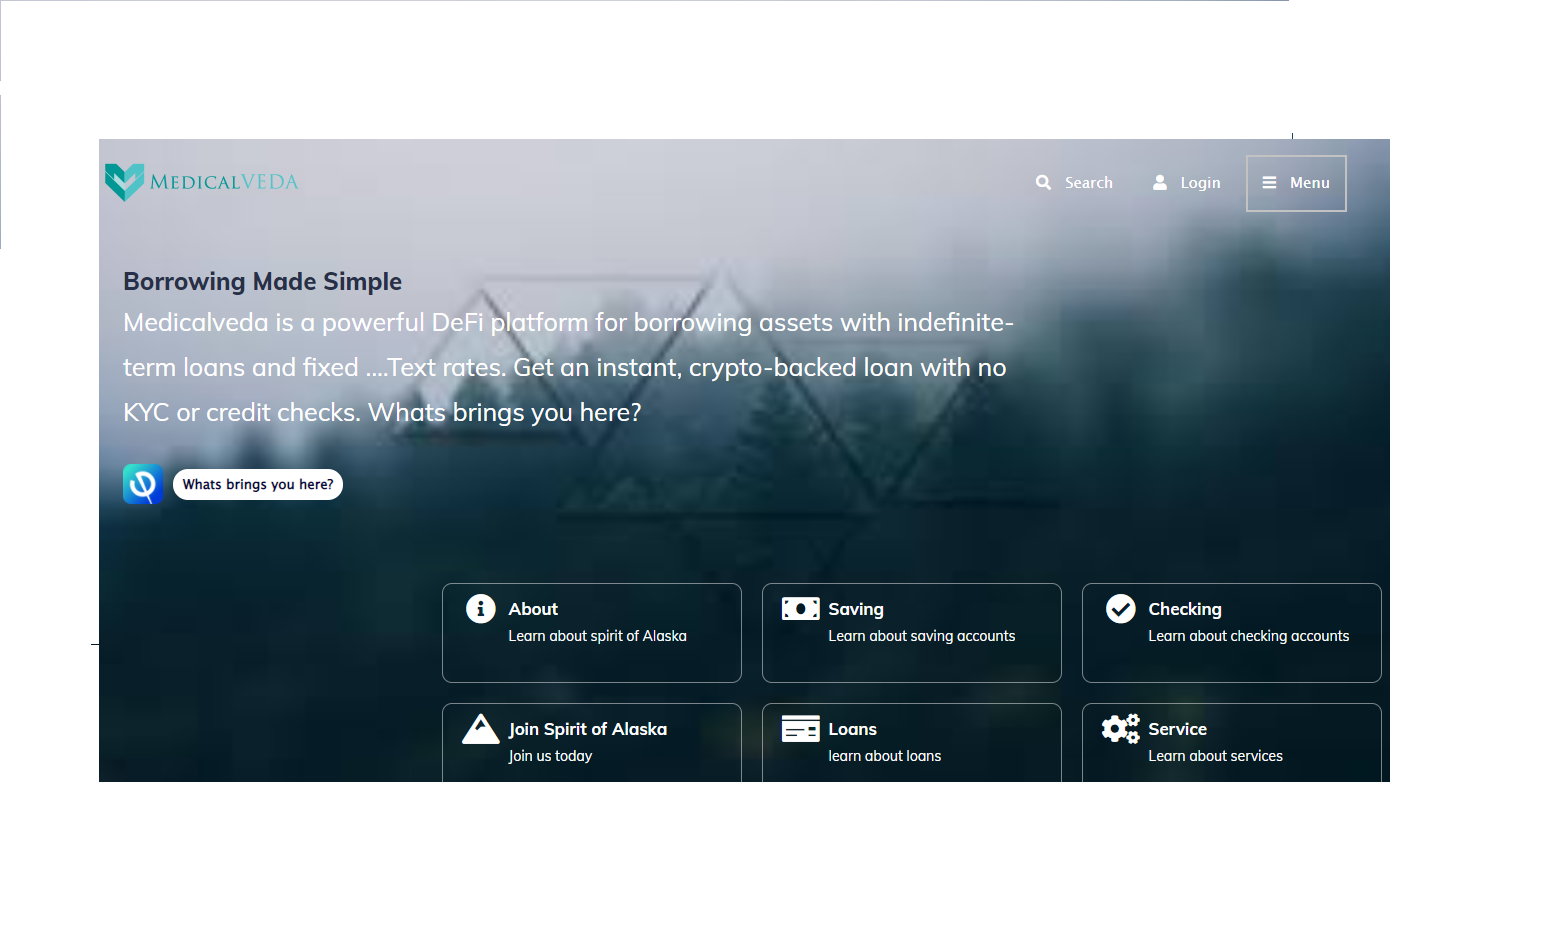 MEDICALVEDA
Search
Login
Menu
Borrowing Made Simple
Medicalveda is a powerful DeFi platform for borrowing assets with indefinite-
term loans and fixed ....Text rates. Get an instant, crypto-backed loan with no
KYC or credit checks. Whats brings you here?
Whats brings you here?
About
Learn about spirit of Alaska
Saving
Learn about saving accounts
Checking
Learn about checking accounts
Join Spirit of Alaska
Join us today
Loans
learn about loans
Service
Learn about services